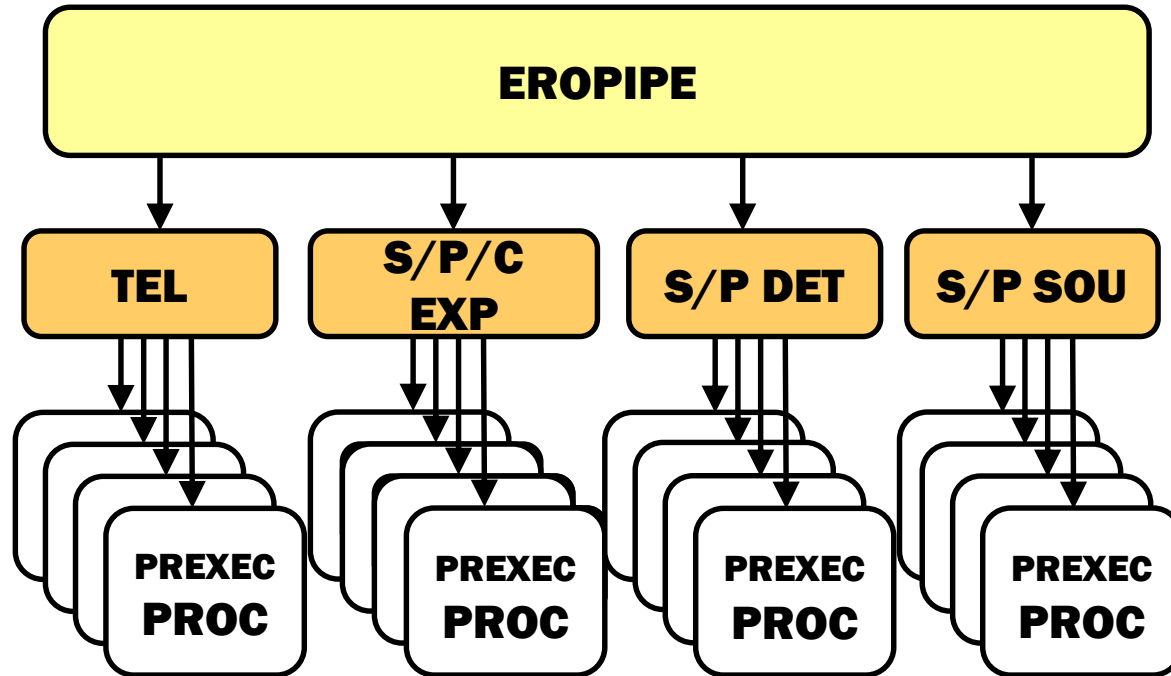 EROPIPE
TEL
S/P/C
EXP
S/P DET
S/P SOU
PREXEC
PROC
PREXEC
PROC
PREXEC
PROC
PREXEC
PROC